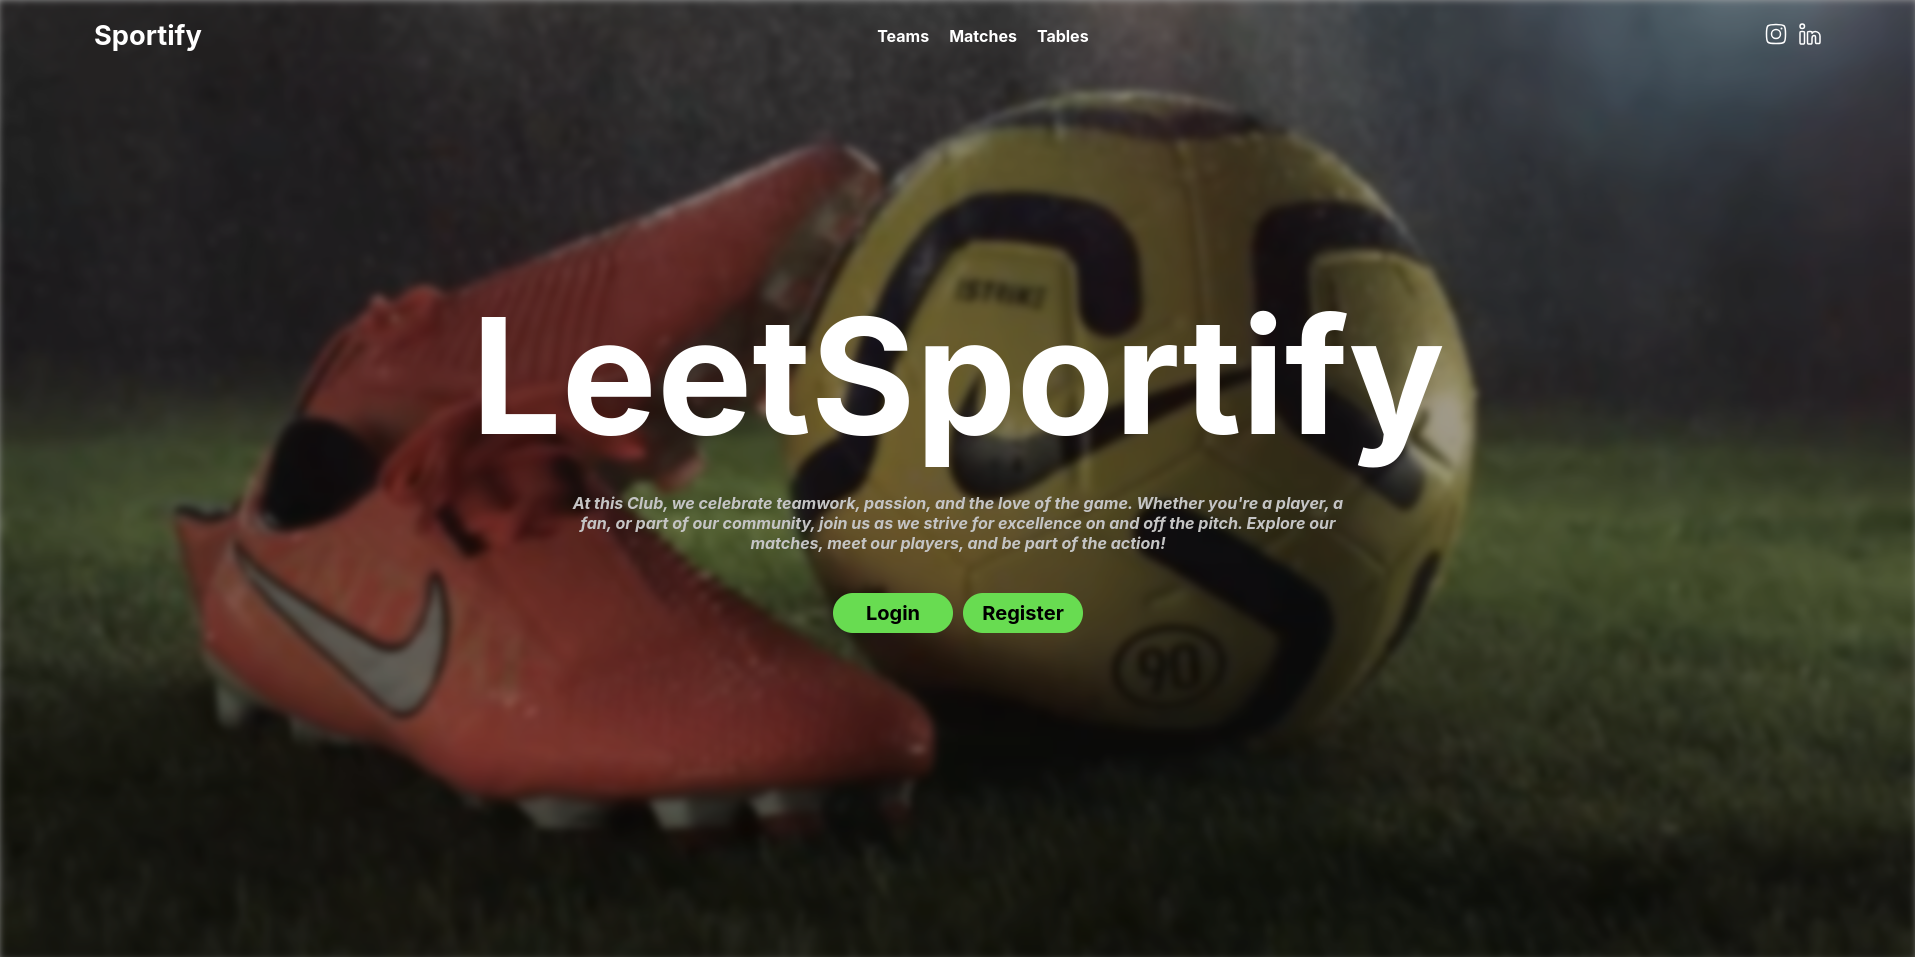 Sportify
Teams Matches Tables
LeetSportify
At this Club, we celebrate teamwork, passion, and the love of the game. Whether you're a player, a
fan, or part of our community, join us as we strive for excellence on and off the pitch. Explore our
matches, meet our players, and be part of the action!
Login Register
90